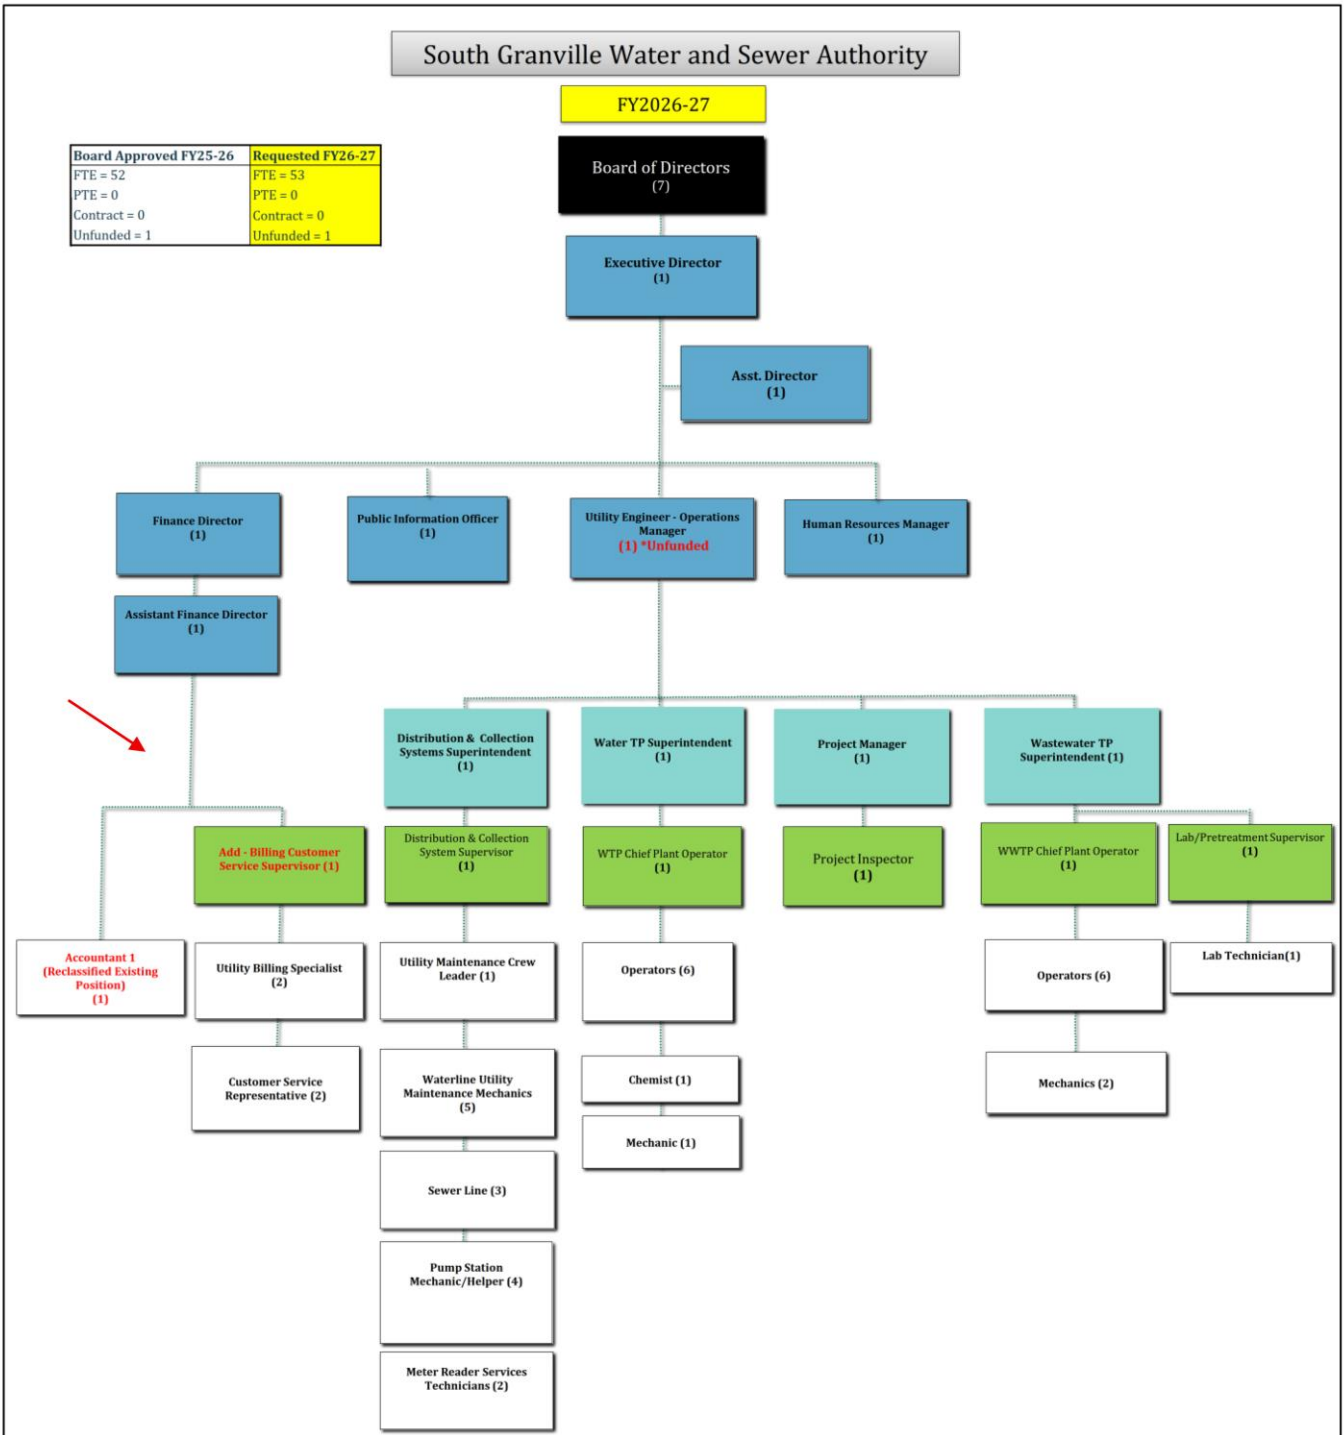 South Granville Water and Sewer Authority
FY2026-27
Board Approved FY25-26
Requested FY26-27
FTE = 52
FTE = 53
PTE = 0
PTE = 0
Contract = 0
Contract = 0
Unfunded = 1
Unfunded = 1
Board of Directors
(7)
Executive Director
(1)
Asst. Director
(1)
Finance Director
(1)
Public Information Officer
(1)
Utility Engineer - Operations
Manager
(1) *Unfunded
Human Resources Manager
(1)
Assistant Finance Director
(1)
Distribution & Collection
Systems Superintendent
(1)
Water TP Superintendent
(1)
Project Manager
(1)
Wastewater TP
Superintendent (1)
Add - Billing Customer
Service Supervisor (1)
Distribution & Collection
System Supervisor
(1)
WTP Chief Plant Operator
(1)
Project Inspector
(1)
WWTP Chief Plant Operator
(1)
Lab/Pretreatment Supervisor
(1)
Accountant 1
(Reclassified Existing
Position)
(1)
Utility Billing Specialist
(2)
Utility Maintenance Crew
Leader (1)
Operators (6)
Operators (6)
Lab Technician(1)
Customer Service
Representative (2)
Waterline Utility
Maintenance Mechanics
(5)
Chemist (1)
Mechanics (2)
Mechanic (1)
Sewer Line (3)
Pump Station
Mechanic/Helper (4)
Meter Reader Services
Technicians (2)